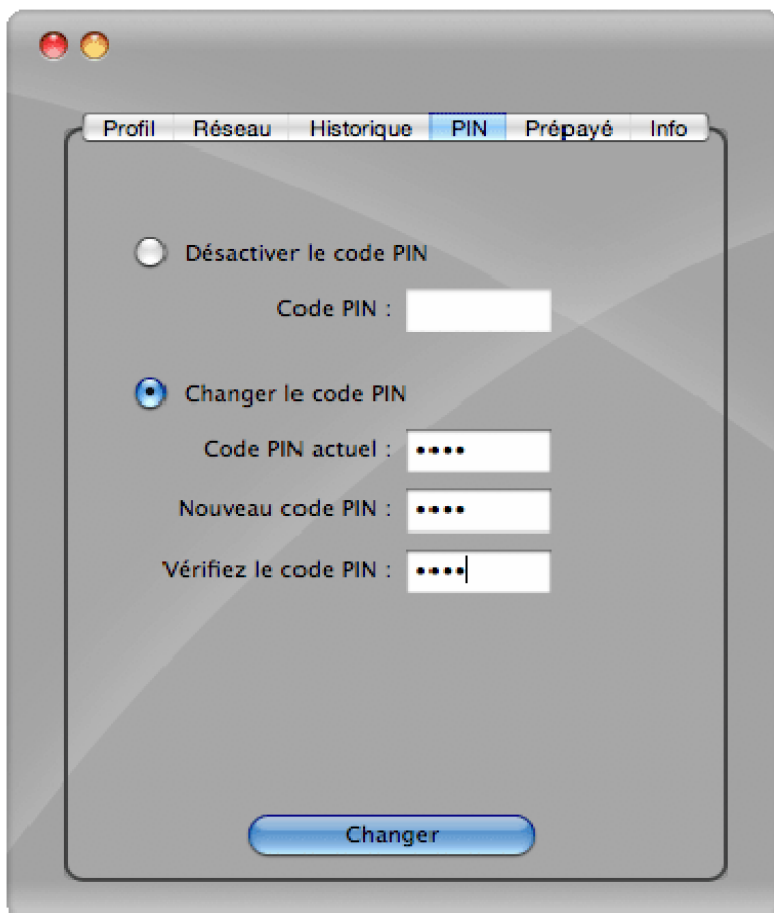 Profil Réseau Historique PIN Prépayé Info
Désactiver le code PIN
Code PIN :
Changer le code PIN
Code PIN actuel : ••••
Nouveau code PIN : ••••
Vérifiez le code PIN : ••••
Changer